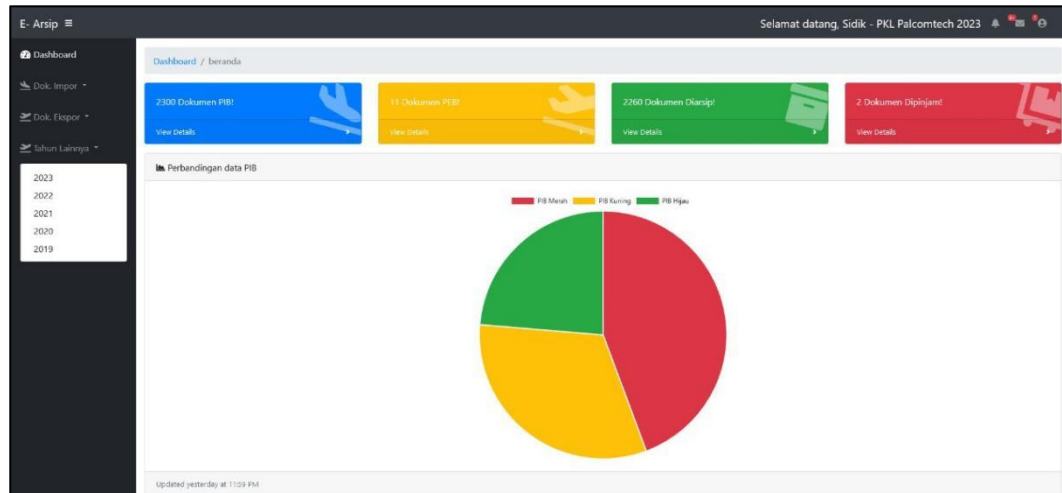 E- Arsip
Selamat datang, Sidik - PKL Palcomtech 2023
Dashboard
Dok. Impor
Dok. Ekspor
Tahun Lainnya
2023
2022
2021
2020
2019
Dashboard / beranda
2300 Dokumen PIB!
View Details
11 Dokumen PEB!
View Details
2260 Dokumen Diarsip!
View Details
2 Dokumen Dipinjam!
View Details
Perbandingan data PIB
PIB Merah PIB Kuning PIB Hijau
Updated yesterday at 11:59 PM